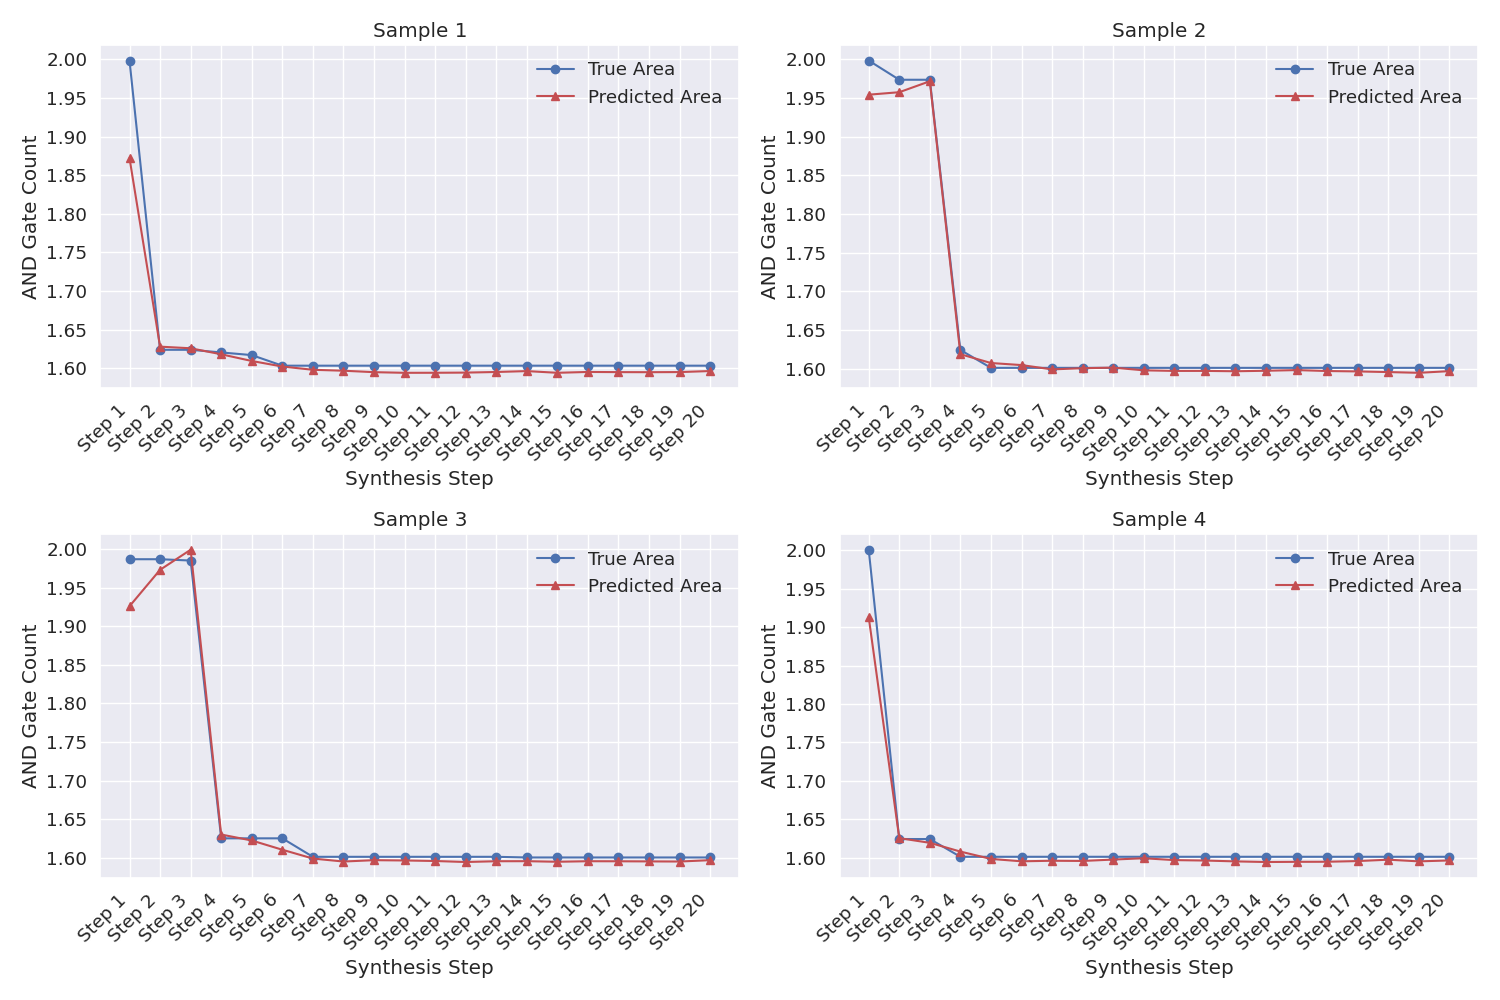 Sample 1
True Area
Predicted Area
AND Gate Count
2.00
1.95
1.90
1.85
1.80
1.75
1.70
1.65
1.60
Step 1
Step 2
Step 3
Step 4
Step 5
Step 6
Step 7
Step 8
Step 9
Step 10
Step 11
Step 12
Step 13
Step 14
Step 15
Step 16
Step 17
Step 18
Step 19
Step 20
Synthesis Step
Sample 2
True Area
Predicted Area
AND Gate Count
2.00
1.95
1.90
1.85
1.80
1.75
1.70
1.65
1.60
Step 1
Step 2
Step 3
Step 4
Step 5
Step 6
Step 7
Step 8
Step 9
Step 10
Step 11
Step 12
Step 13
Step 14
Step 15
Step 16
Step 17
Step 18
Step 19
Step 20
Synthesis Step
Sample 3
True Area
Predicted Area
AND Gate Count
2.00
1.95
1.90
1.85
1.80
1.75
1.70
1.65
1.60
Step 1
Step 2
Step 3
Step 4
Step 5
Step 6
Step 7
Step 8
Step 9
Step 10
Step 11
Step 12
Step 13
Step 14
Step 15
Step 16
Step 17
Step 18
Step 19
Step 20
Synthesis Step
Sample 4
True Area
Predicted Area
AND Gate Count
2.00
1.95
1.90
1.85
1.80
1.75
1.70
1.65
1.60
Step 1
Step 2
Step 3
Step 4
Step 5
Step 6
Step 7
Step 8
Step 9
Step 10
Step 11
Step 12
Step 13
Step 14
Step 15
Step 16
Step 17
Step 18
Step 19
Step 20
Synthesis Step